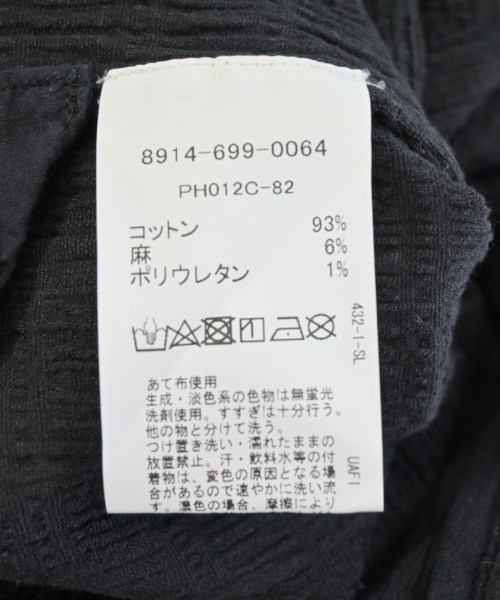 8914-699-0064
PH012C-82
コットン 93%
麻 6%
ポリウレタン 1%
あて布使用
生成・淡色系の色物は無蛍光
洗剤使用。すすぎは十分行う。
他の物と分けて洗う。
つけ置き洗い・濡れたままの
放置禁止。汗・飲料水等の付
着物は、変色の原因となる場
合があるので速やかに洗い流
す。濃色の場合、摩擦により
432-1-SL
UAF1